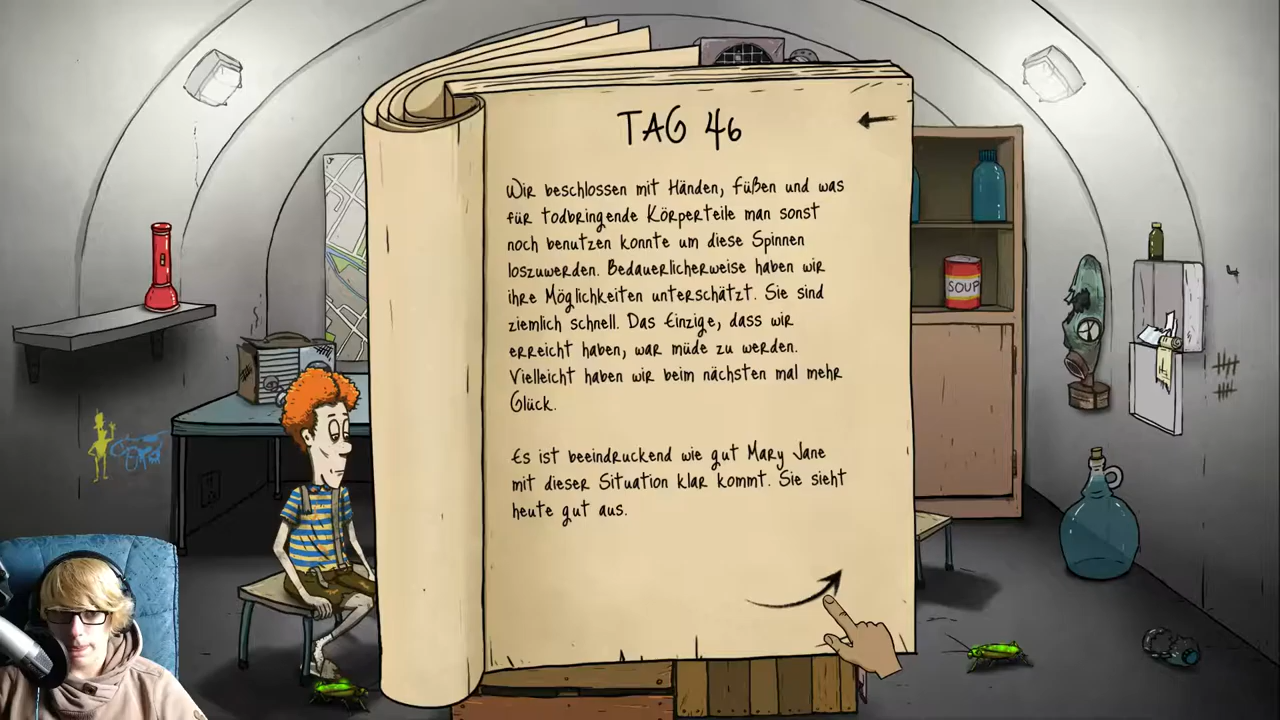 TAG 46
Wir beschlossen mit Händen, Füßen und was
für todbringende Körperteile man sonst
noch benutzen konnte um diese Spinnen
loszuwerden. Bedauerlicherweise haben wir
ihre Möglichkeiten unterschätzt. Sie sind
ziemlich schnell. Das Einzige, dass wir
erreicht haben, war müde zu werden.
Vielleicht haben wir beim nächsten mal mehr
Glück.
Es ist beeindruckend wie gut Mary Jane
mit dieser Situation klar kommt. Sie sieht
heute gut aus.
SOUP